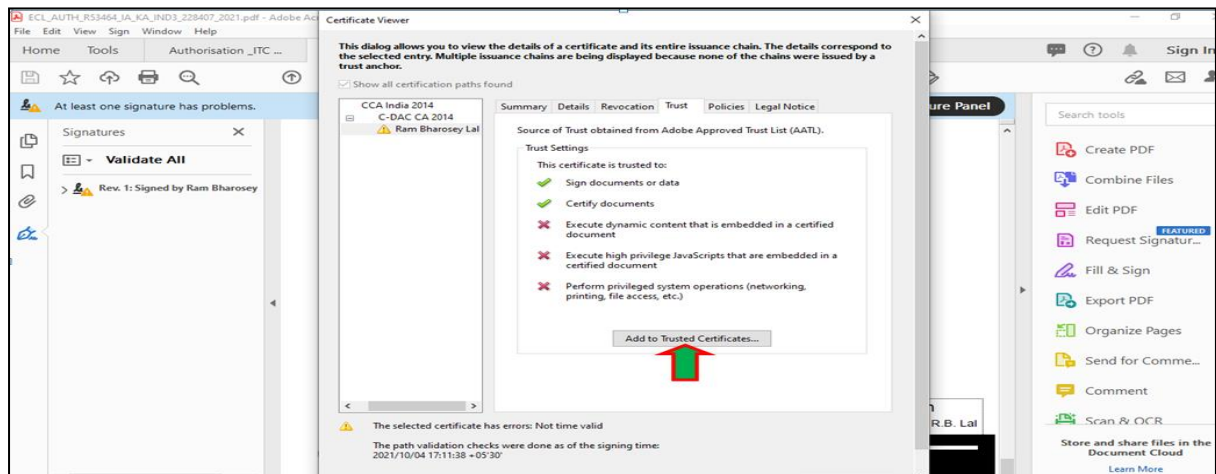 ECL_AUTH_R53464_IA_KA_IND3_228407_2021.pdf - Adobe Ac
File Edit View Sign Window Help
Home Tools Authorisation _ITC ...
Sign In
At least one signature has problems.
Signatures
Validate All
Rev. 1: Signed by Ram Bharosey
Certificate Viewer
This dialog allows you to view the details of a certificate and its entire issuance chain. The details correspond to
the selected entry. Multiple issuance chains are being displayed because none of the chains were issued by a
trust anchor.
Show all certification paths found
CCA India 2014
C-DAC CA 2014
Ram Bharosey Lal
Summary Details Revocation Trust Policies Legal Notice
Source of Trust obtained from Adobe Approved Trust List (AATL).
Trust Settings
This certificate is trusted to:
Sign documents or data
Certify documents
Execute dynamic content that is embedded in a certified
document
Execute high privilege JavaScripts that are embedded in a
certified document
Perform privileged system operations (networking,
printing, file access, etc.)
Add to Trusted Certificates...
The selected certificate has errors: Not time valid
The path validation checks were done as of the signing time:
2021/10/04 17:11:38 +05'30'
ure Panel
R.B. Lal
Search tools
Create PDF
Combine Files
Edit PDF
FEATURED
Request Signatur...
Fill & Sign
Export PDF
Organize Pages
Send for Comme...
Comment
Scan & OCR
Store and share files in the
Document Cloud
Learn More